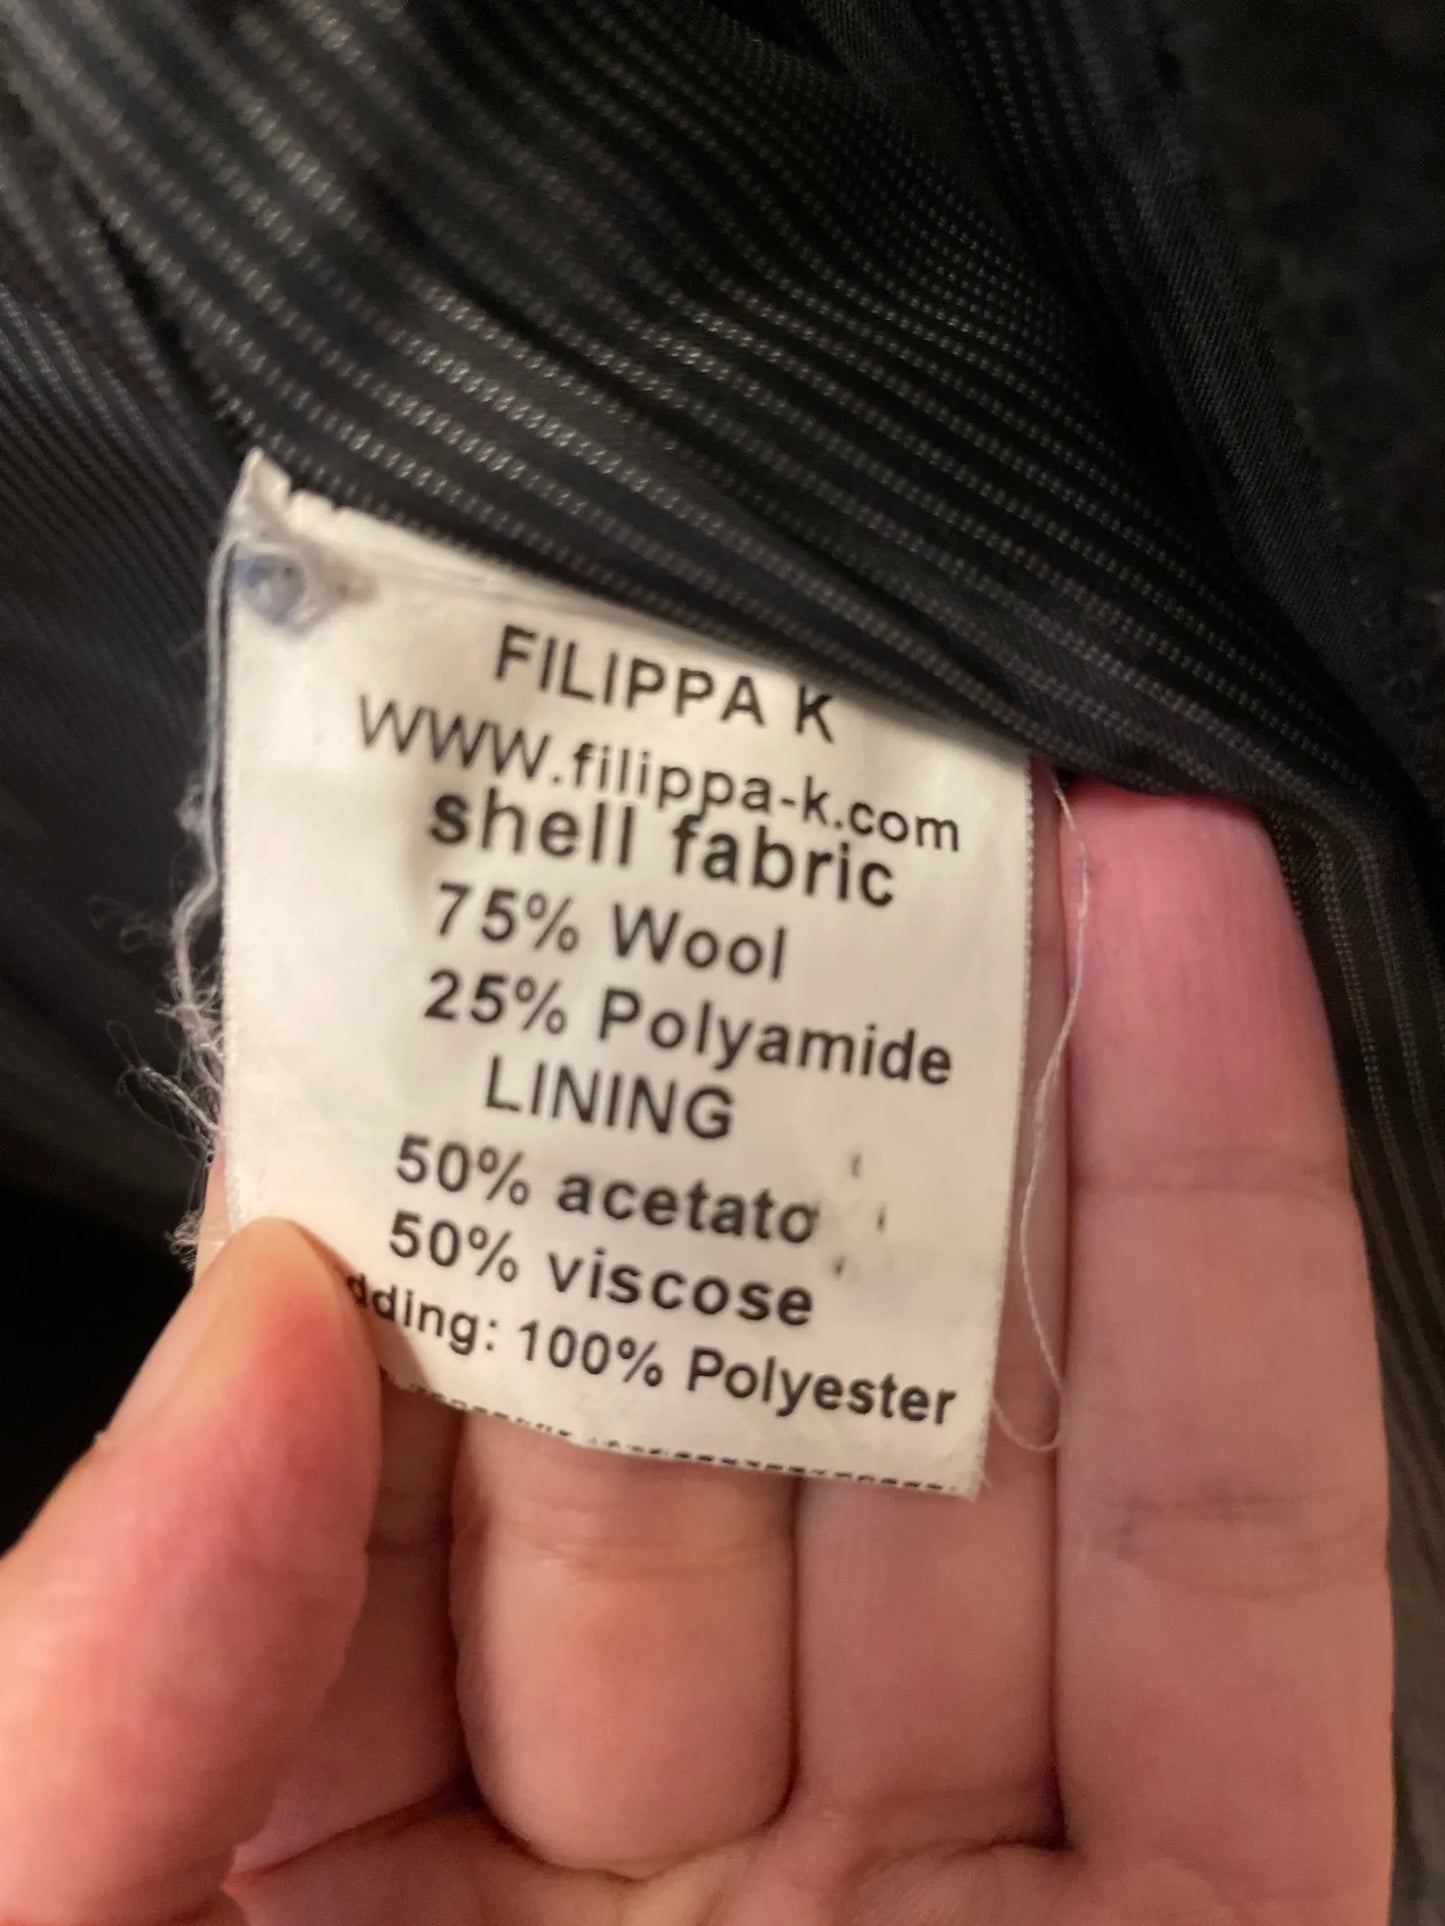 FILIPPA K
WWW.filippa-k.com
shell fabric
75% Wool
25% Polyamide
LINING
50% acetato
50% viscose
dding: 100% Polyester